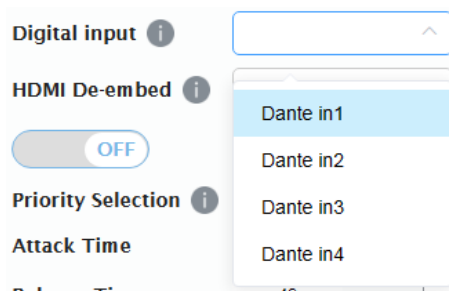 Digital input
HDMI De-embed
Dante in1
OFF
Dante in2
Priority Selection
Dante in3
Attack Time
Dante in4